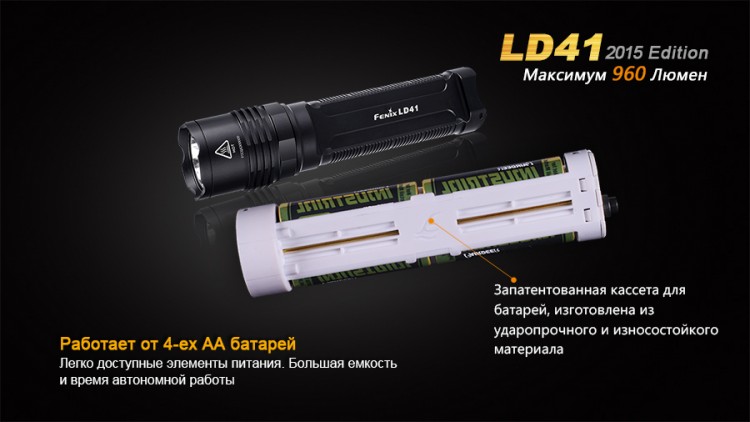 LD41 2015 Edition
Максимум 960 Люмен
FENIX LD41
Запатентованная кассета для
батарей, изготовлена из
ударопрочного и износостойкого
материала
Работает от 4-ех АА батарей
Легко доступные элементы питания. Большая емкость
и время автономной работы